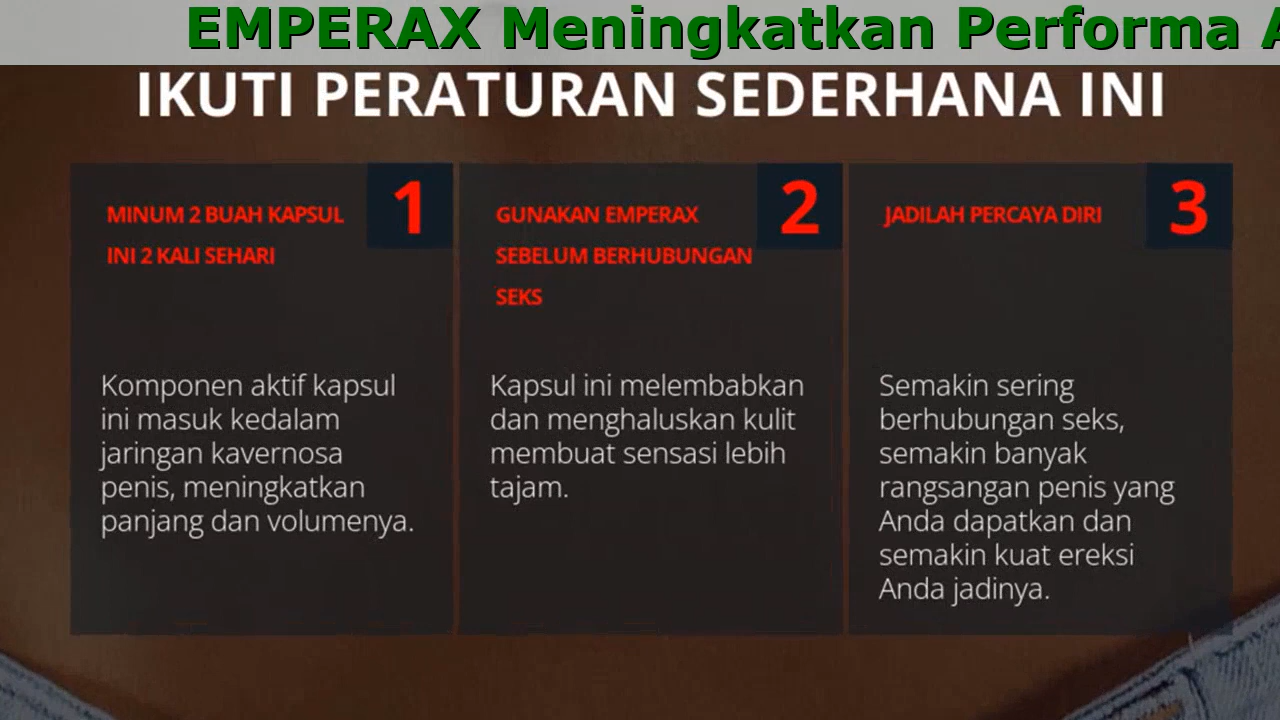 EMPERAX Meningkatkan Performa
IKUTI PERATURAN SEDERHANA INI
MINUM 2 BUAH KAPSUL
INI 2 KALI SEHARI
1
Komponen aktif kapsul
ini masuk kedalam
jaringan kavernosa
penis, meningkatkan
panjang dan volumenya.
GUNAKAN EMPERAX
SEBELUM BERHUBUNGAN
SEKS
2
Kapsul ini melembabkan
dan menghaluskan kulit
membuat sensasi lebih
tajam.
JADILAH PERCAYA DIRI
3
Semakin sering
berhubungan seks,
semakin banyak
rangsangan penis yang
Anda dapatkan dan
semakin kuat ereksi
Anda jadinya.